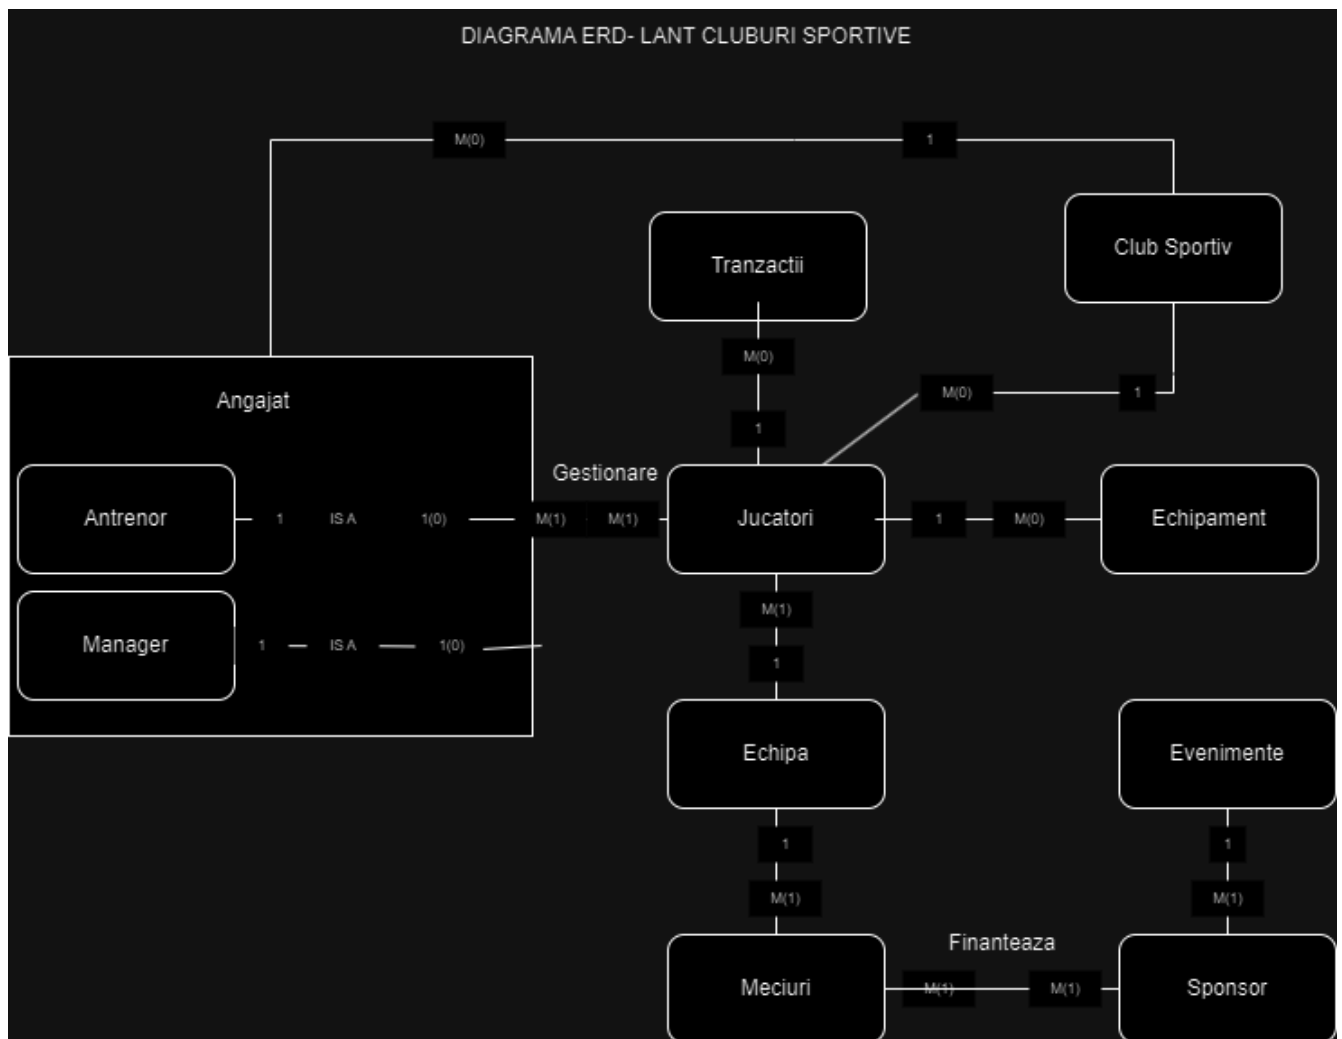 DIAGRAMA ERD- LANT CLUBURI SPORTIVE
M(0)
1
Club Sportiv
Tranzactii
M(0)
M(0)
1
Angajat
1
Gestionare
Antrenor
1
IS A
1(0)
M(1)
M(1)
Jucatori
1
M(0)
Echipament
M(1)
Manager
1
IS A
1(0)
1
Echipa
Evenimente
1
1
M(1)
M(1)
Finanteaza
Meciuri
M(1)
M(1)
Sponsor